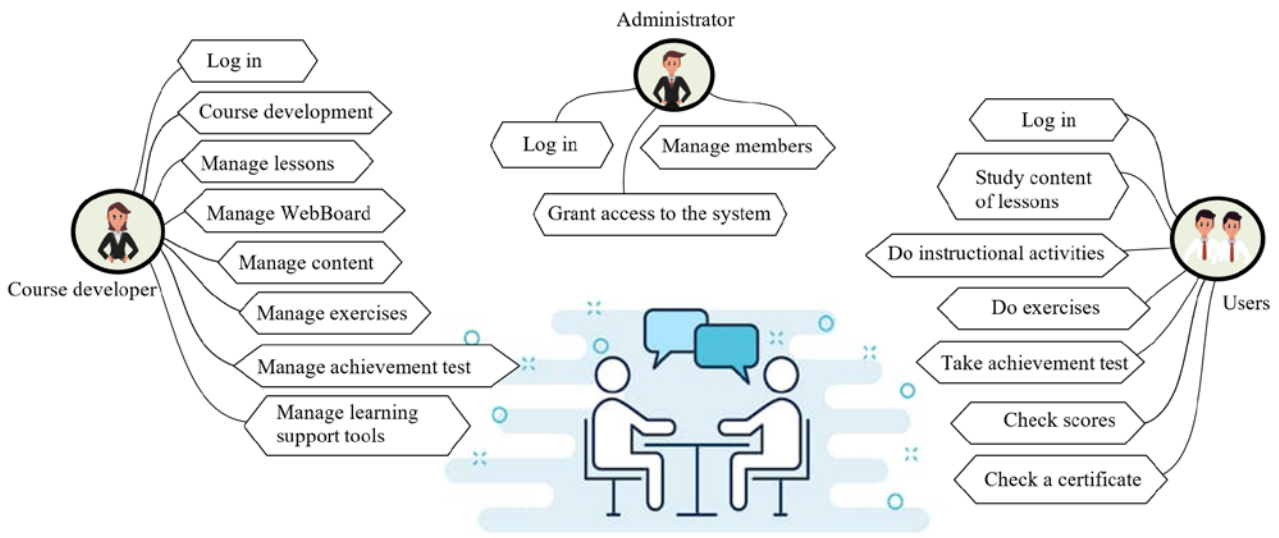 Administrator
Log in
Manage members
Grant access to the system
Log in
Course development
Manage lessons
Manage WebBoard
Manage content
Manage exercises
Manage achievement test
Manage learning
support tools
Course developer
Log in
Study content
of lessons
Do instructional activities
Do exercises
Take achievement test
Check scores
Check a certificate
Users